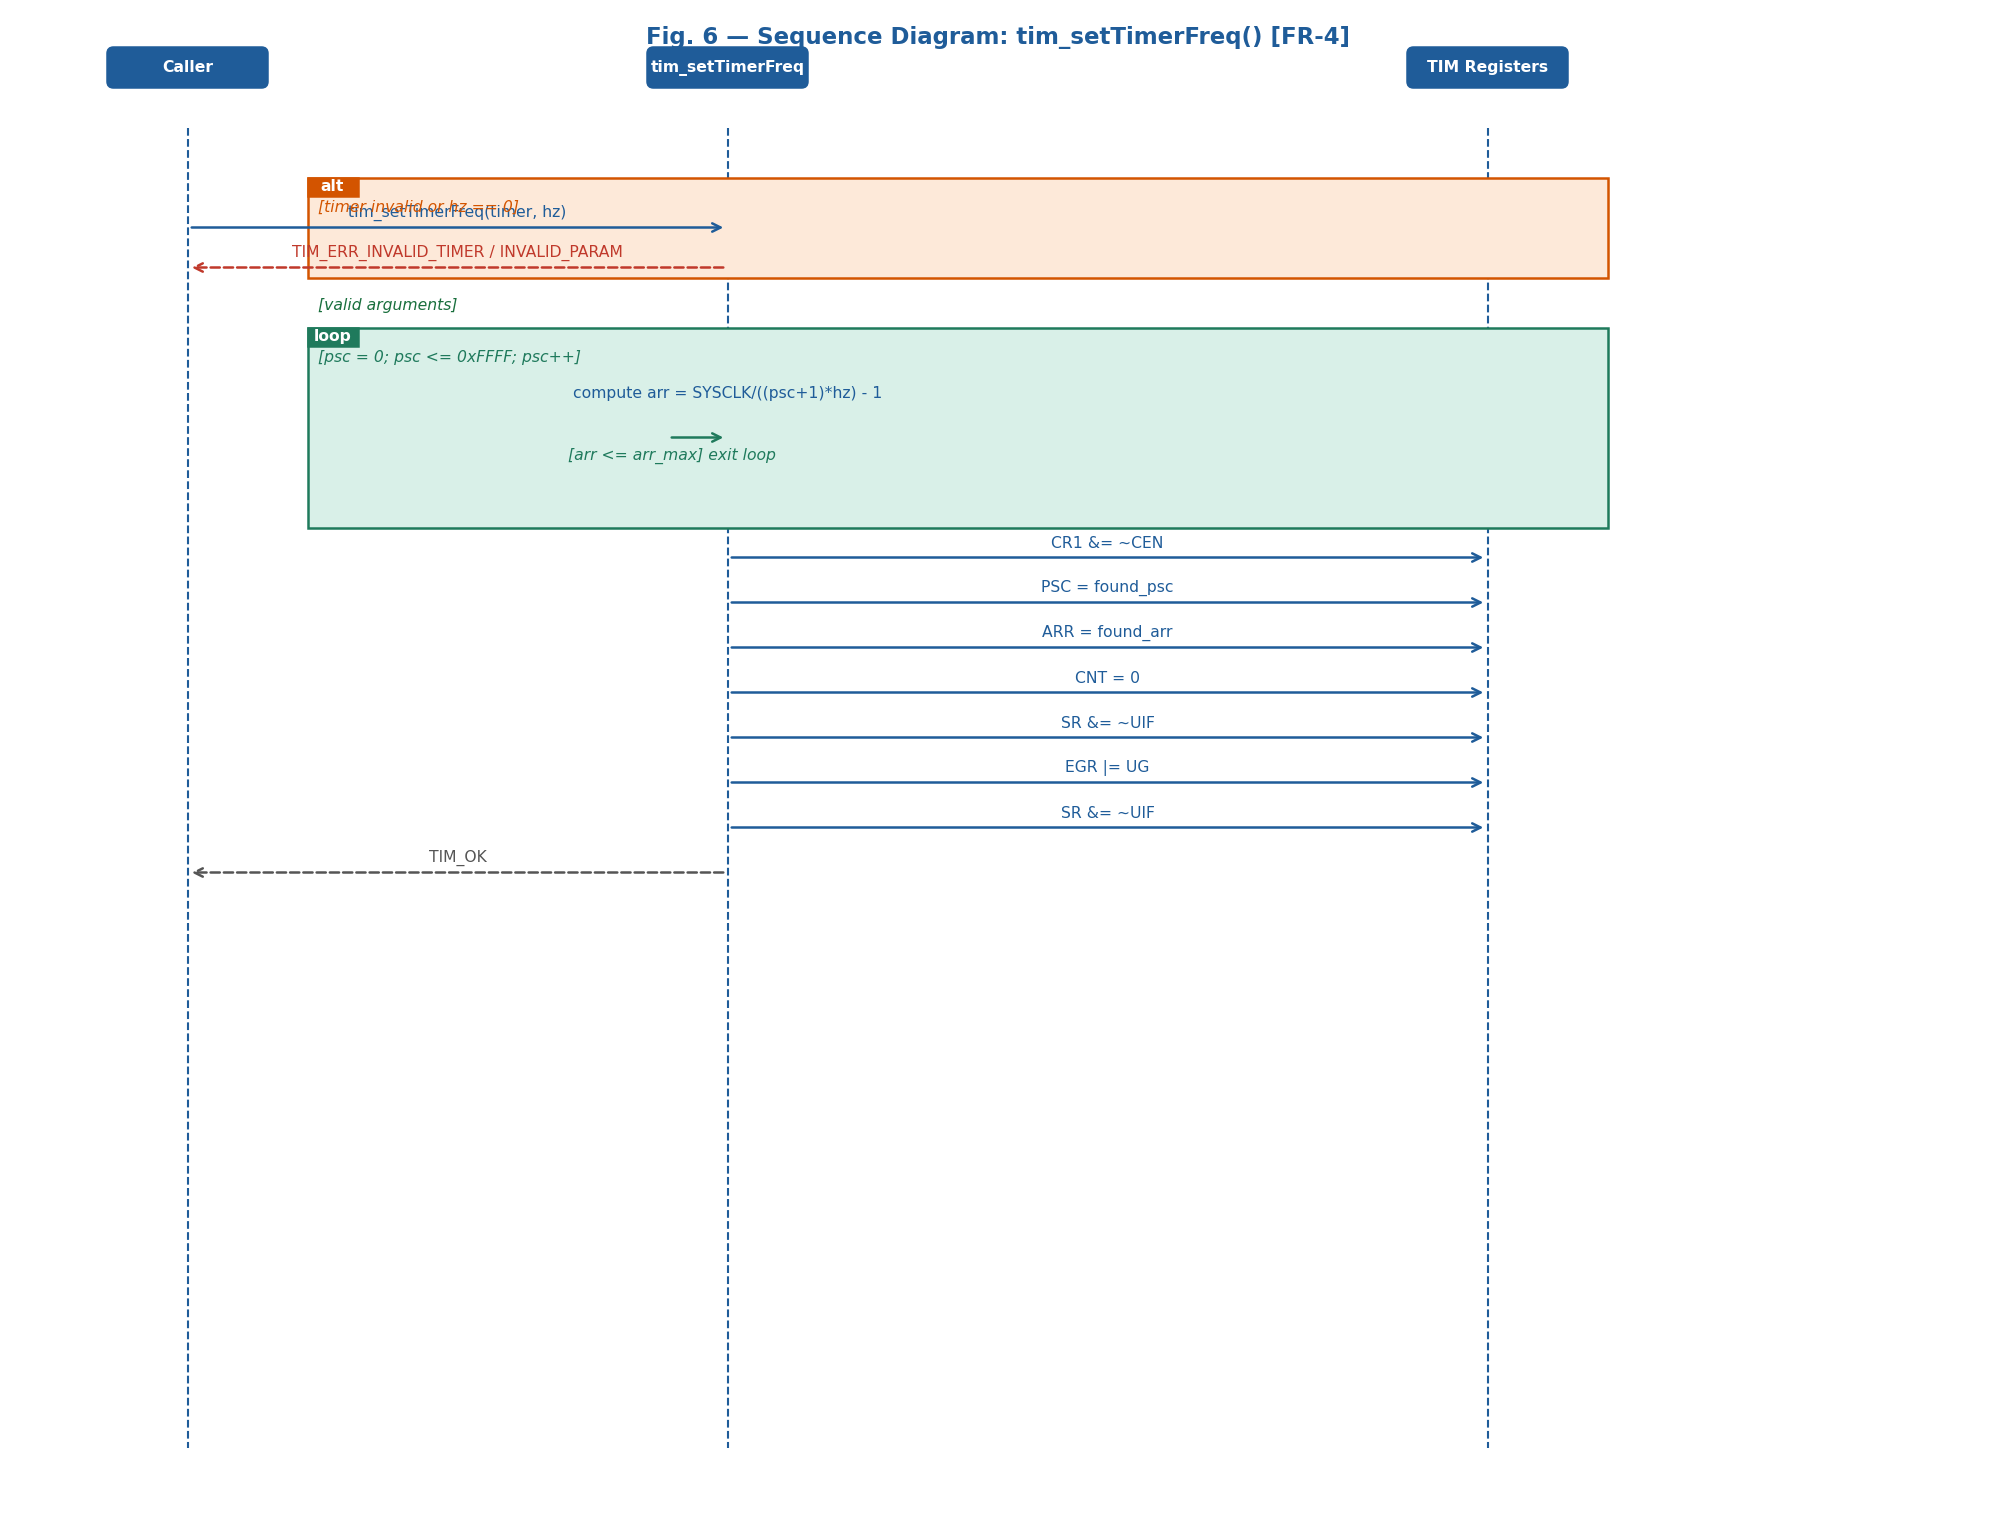 Fig. 6 — Sequence Diagram: tim_setTimerFreq() [FR-4]
Caller
tim_setTimerFreq
TIM Registers
alt
[timer invalid or hz == 0]
tim_setTimerFreq(timer, hz)
TIM_ERR_INVALID_TIMER / INVALID_PARAM
[valid arguments]
loop
[psc = 0; psc <= 0xFFFF; psc++]
compute arr = SYSCLK/((psc+1)*hz) - 1
[arr <= arr_max] exit loop
CR1 &= ~CEN
PSC = found_psc
ARR = found_arr
CNT = 0
SR &= ~UIF
EGR |= UG
SR &= ~UIF
TIM_OK